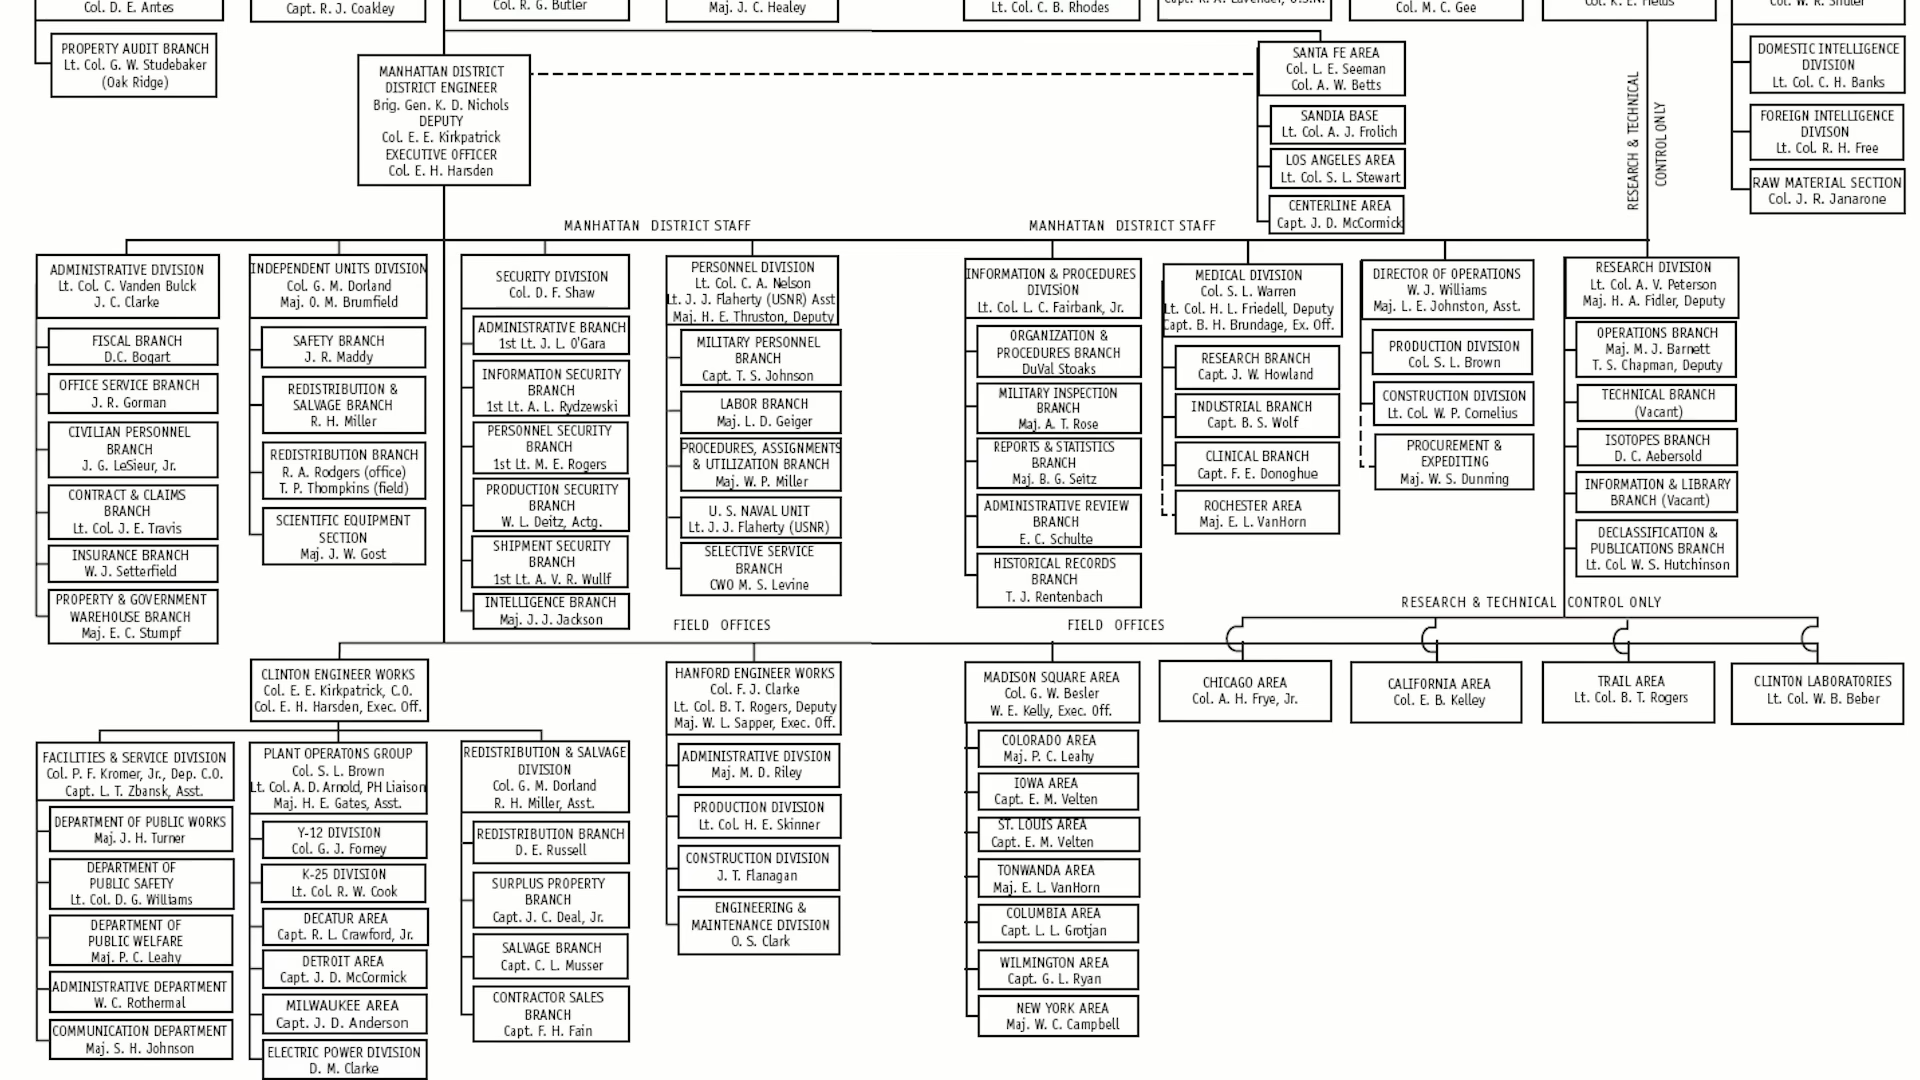 Col. D. E. Antes
Capt. R. J. Coakley
Col. R. G. Butler
Maj. J. C. Healey
Lt. Col. C. B. Rhodes
Capt. R. A. Lavender, U.S.N.
Col. M. C. Gee
Col. K. E. Fields
Col. W. R. Shuler
PROPERTY AUDIT BRANCH
Lt. Col. G. W. Studebaker
(Oak Ridge)
MANHATTAN DISTRICT
DISTRICT ENGINEER
Brig. Gen. K. D. Nichols
DEPUTY
Col. E. E. Kirkpatrick
EXECUTIVE OFFICER
Col. E. H. Harsden
SANTA FE AREA
Col. L. E. Seeman
Col. A. W. Betts
SANDIA BASE
Lt. Col. A. J. Frolich
LOS ANGELES AREA
Lt. Col. S. L. Stewart
CENTERLINE AREA
Capt. J. D. McCormick
RESEARCH & TECHNICAL
CONTROL ONLY
DOMESTIC INTELLIGENCE
DIVISION
Lt. Col. C. H. Banks
FOREIGN INTELLIGENCE
DIVISON
Lt. Col. R. H. Free
RAW MATERIAL SECTION
Col. J. R. Janarone
MANHATTAN DISTRICT STAFF
MANHATTAN DISTRICT STAFF
ADMINISTRATIVE DIVISION
Lt. Col. C. Vanden Bulck
J. C. Clarke
FISCAL BRANCH
D.C. Bogart
OFFICE SERVICE BRANCH
J. R. Gorman
CIVILIAN PERSONNEL
BRANCH
J. G. LeSieur, Jr.
CONTRACT & CLAIMS
BRANCH
Lt. Col. J. E. Travis
INSURANCE BRANCH
W. J. Setterfield
PROPERTY & GOVERNMENT
WAREHOUSE BRANCH
Maj. E. C. Stumpf
INDEPENDENT UNITS DIVISION
Col. G. M. Dorland
Maj. O. M. Brumfield
SAFETY BRANCH
J. R. Maddy
REDISTRIBUTION &
SALVAGE BRANCH
R. H. Miller
REDISTRIBUTION BRANCH
R. A. Rodgers (office)
T. P. Thompkins (field)
SCIENTIFIC EQUIPMENT
SECTION
Maj. J. W. Gost
SECURITY DIVISION
Col. D. F. Shaw
ADMINISTRATIVE BRANCH
1st Lt. J. L. O'Gara
INFORMATION SECURITY
BRANCH
1st Lt. A. L. Rydzewski
PERSONNEL SECURITY
BRANCH
1st Lt. M. E. Rogers
PRODUCTION SECURITY
BRANCH
W. L. Deitz, Actg.
SHIPMENT SECURITY
BRANCH
1st Lt. A. V. R. Wullf
INTELLIGENCE BRANCH
Maj. J. J. Jackson
PERSONNEL DIVISION
Lt. Col. C. A. Nelson
Lt. J. J. Flaherty (USNR) Asst
Maj. H. E. Thruston, Deputy
MILITARY PERSONNEL
BRANCH
Capt. T. S. Johnson
LABOR BRANCH
Maj. L. D. Geiger
PROCEDURES, ASSIGNMENTS
& UTILIZATION BRANCH
Maj. W. P. Miller
U. S. NAVAL UNIT
Lt. J. J. Flaherty (USNR)
SELECTIVE SERVICE
BRANCH
CWO M. S. Levine
INFORMATION & PROCEDURES
DIVISION
Lt. Col. L. C. Fairbank, Jr.
ORGANIZATION &
PROCEDURES BRANCH
DuVal Stoaks
MILITARY INSPECTION
BRANCH
Maj. A. T. Rose
REPORTS & STATISTICS
BRANCH
Maj. B. G. Seitz
ADMINISTRATIVE REVIEW
BRANCH
E. C. Schulte
HISTORICAL RECORDS
BRANCH
T. J. Rentenbach
MEDICAL DIVISION
Col. S. L. Warren
Lt. Col. H. L. Friedell, Deputy
Capt. B. H. Brundage, Ex. Off.
RESEARCH BRANCH
Capt. J. W. Howland
INDUSTRIAL BRANCH
Capt. B. S. Wolf
CLINICAL BRANCH
Capt. F. E. Donoghue
ROCHESTER AREA
Maj. E. L. VanHorn
DIRECTOR OF OPERATIONS
W. J. Williams
Maj. L. E. Johnston, Asst.
PRODUCTION DIVISION
Col. S. L. Brown
CONSTRUCTION DIVISION
Lt. Col. W. P. Cornelius
PROCUREMENT &
EXPEDITING
Maj. W. S. Dunning
RESEARCH DIVISION
Lt. Col. A. V. Peterson
Maj. H. A. Fidler, Deputy
OPERATIONS BRANCH
Maj. M. J. Barnett
T. S. Chapman, Deputy
TECHNICAL BRANCH
(Vacant)
ISOTOPES BRANCH
D. C. Aebersold
INFORMATION & LIBRARY
BRANCH (Vacant)
DECLASSIFICATION &
PUBLICATIONS BRANCH
Lt. Col. W. S. Hutchinson
RESEARCH & TECHNICAL CONTROL ONLY
FIELD OFFICES
FIELD OFFICES
CLINTON ENGINEER WORKS
Col. E. E. Kirkpatrick, C.O.
Col. E. H. Harsden, Exec. Off.
HANFORD ENGINEER WORKS
Col. F. J. Clarke
Lt. Col. B. T. Rogers, Deputy
Maj. W. L. Sapper, Exec. Off.
MADISON SQUARE AREA
Col. G. W. Besler
W. E. Kelly, Exec. Off.
CHICAGO AREA
Col. A. H. Frye, Jr.
CALIFORNIA AREA
Col. E. B. Kelley
TRAIL AREA
Lt. Col. B. T. Rogers
CLINTON LABORATORIES
Lt. Col. W. B. Beber
FACILITIES & SERVICE DIVISION
Col. P. F. Kromer, Jr., Dep. C.O.
Capt. L. T. Zbansk, Asst.
DEPARTMENT OF PUBLIC WORKS
Maj. J. H. Turner
DEPARTMENT OF
PUBLIC SAFETY
Lt. Col. D. G. Williams
DEPARTMENT OF
PUBLIC WELFARE
Maj. P. C. Leahy
ADMINISTRATIVE DEPARTMENT
W. C. Rothermal
COMMUNICATION DEPARTMENT
Maj. S. H. Johnson
PLANT OPERATONS GROUP
Col. S. L. Brown
Lt. Col. A. D. Arnold, PH Liaison
Maj. H. E. Gates, Asst.
Y-12 DIVISION
Col. G. J. Forney
K-25 DIVISION
Lt. Col. R. W. Cook
DECATUR AREA
Capt. R. L. Crawford, Jr.
DETROIT AREA
Capt. J. D. McCormick
MILWAUKEE AREA
Capt. J. D. Anderson
ELECTRIC POWER DIVISION
D. M. Clarke
REDISTRIBUTION & SALVAGE
DIVISION
Col. G. M. Dorland
R. H. Miller, Asst.
REDISTRIBUTION BRANCH
D. E. Russell
SURPLUS PROPERTY
BRANCH
Capt. J. C. Deal, Jr.
SALVAGE BRANCH
Capt. C. L. Musser
CONTRACTOR SALES
BRANCH
Capt. F. H. Fain
ADMINISTRATIVE DIVSION
Maj. M. D. Riley
PRODUCTION DIVISION
Lt. Col. H. E. Skinner
CONSTRUCTION DIVISION
J. T. Flanagan
ENGINEERING &
MAINTENANCE DIVISION
O. S. Clark
COLORADO AREA
Maj. P. C. Leahy
IOWA AREA
Capt. E. M. Velten
ST. LOUIS AREA
Capt. E. M. Velten
TONWANDA AREA
Maj. E. L. VanHorn
COLUMBIA AREA
Capt. L. L. Grotjan
WILMINGTON AREA
Capt. G. L. Ryan
NEW YORK AREA
Maj. W. C. Campbell